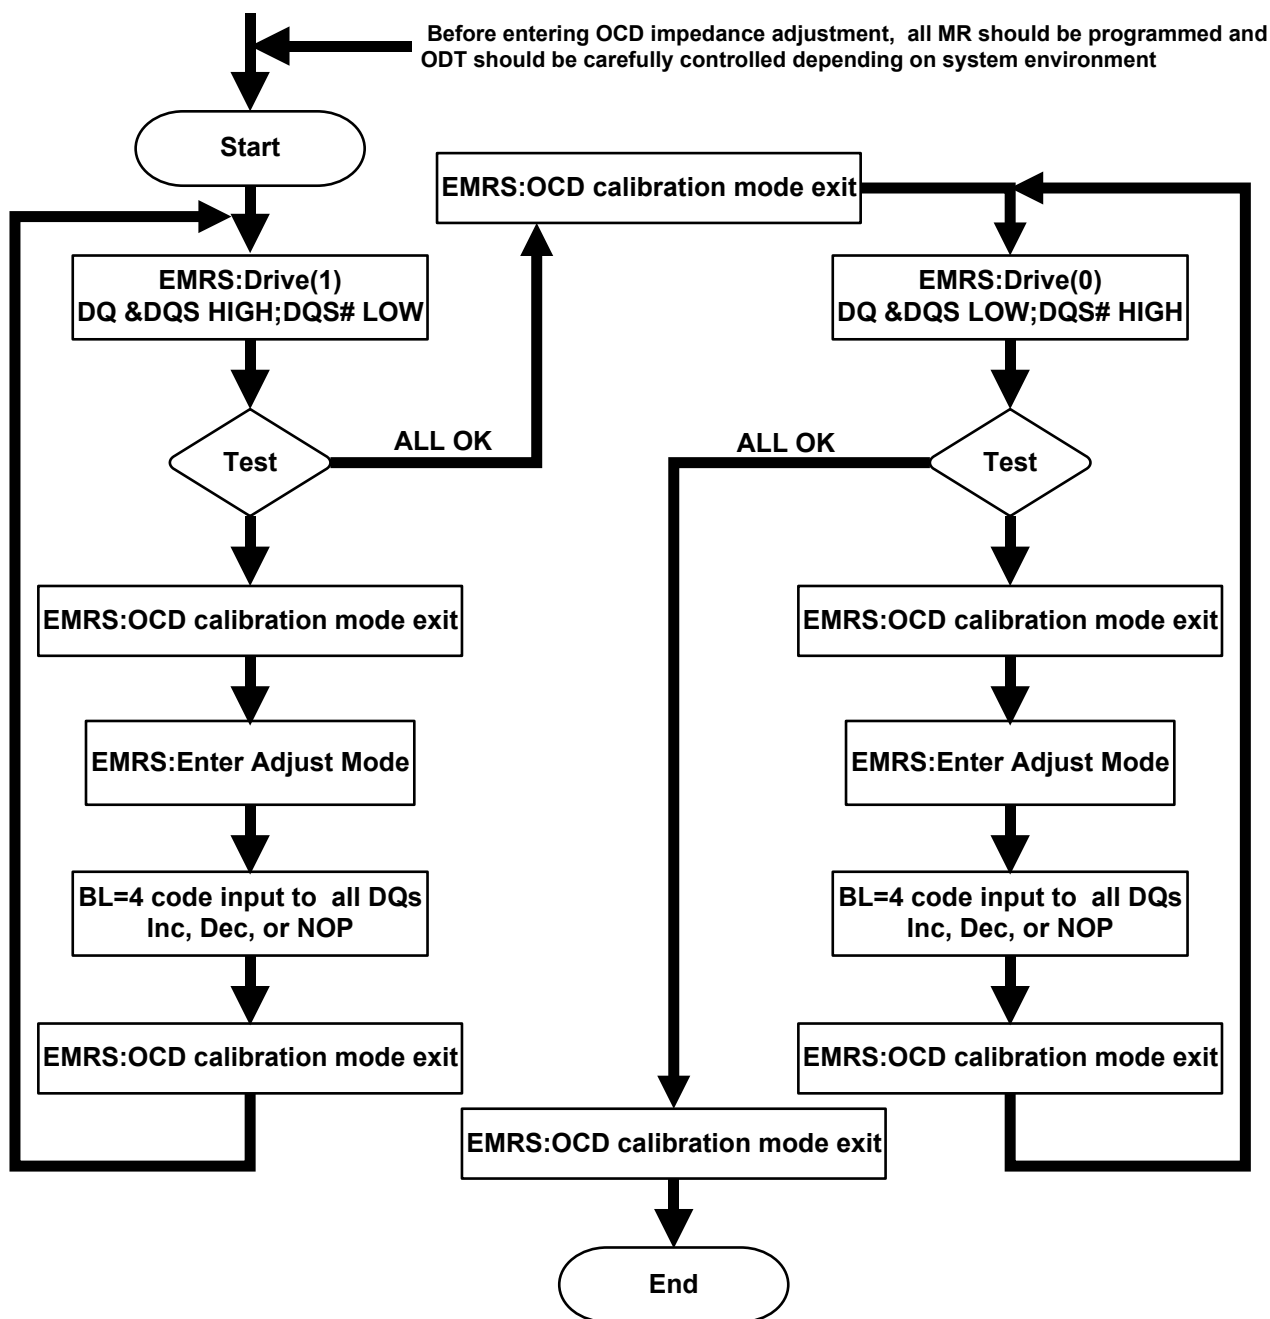 Before entering OCD impedance adjustment, all MR should be programmed and
ODT should be carefully controlled depending on system environment
Start
EMRS:OCD calibration mode exit
EMRS:Drive(1)
DQ &DQS HIGH;DQS# LOW
EMRS:Drive(0)
DQ &DQS LOW;DQS# HIGH
Test
ALL OK
ALL OK
Test
EMRS:OCD calibration mode exit
EMRS:OCD calibration mode exit
EMRS:Enter Adjust Mode
EMRS:Enter Adjust Mode
BL=4 code input to all DQs
Inc, Dec, or NOP
BL=4 code input to all DQs
Inc, Dec, or NOP
EMRS:OCD calibration mode exit
EMRS:OCD calibration mode exit
EMRS:OCD calibration mode exit
End